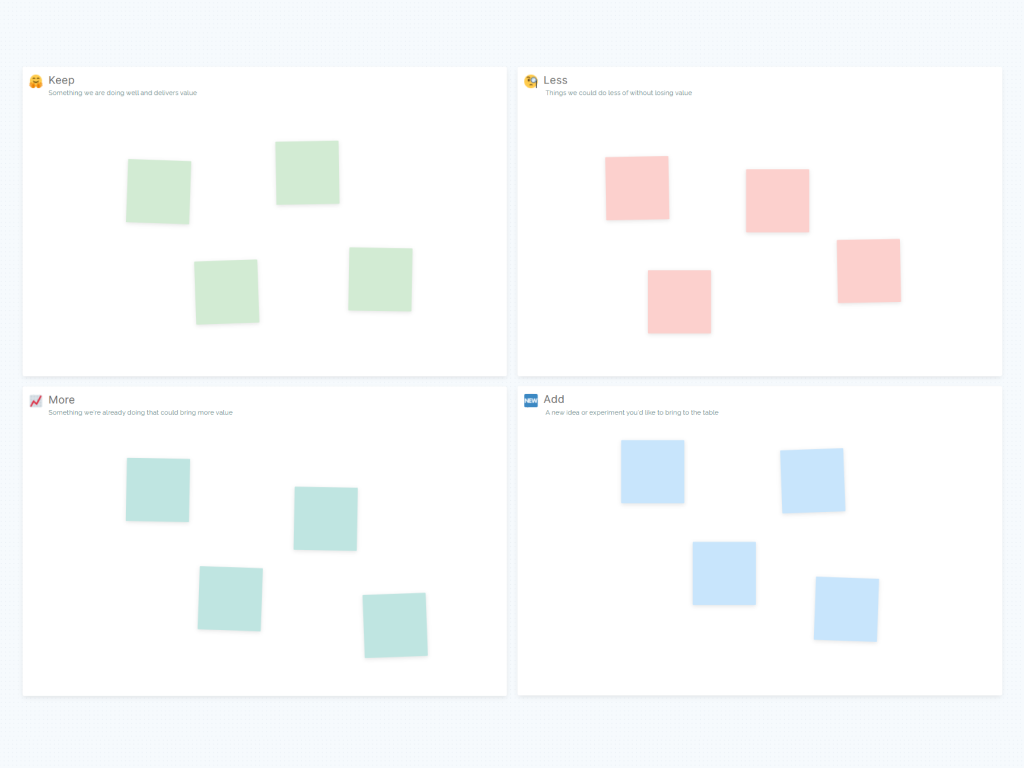 Keep
Something we are doing well and delivers value
Less
Things we could do less of without losing value
More
Something we're already doing that could bring more value
NEW
Add
A new idea or experiment you'd like to bring to the table